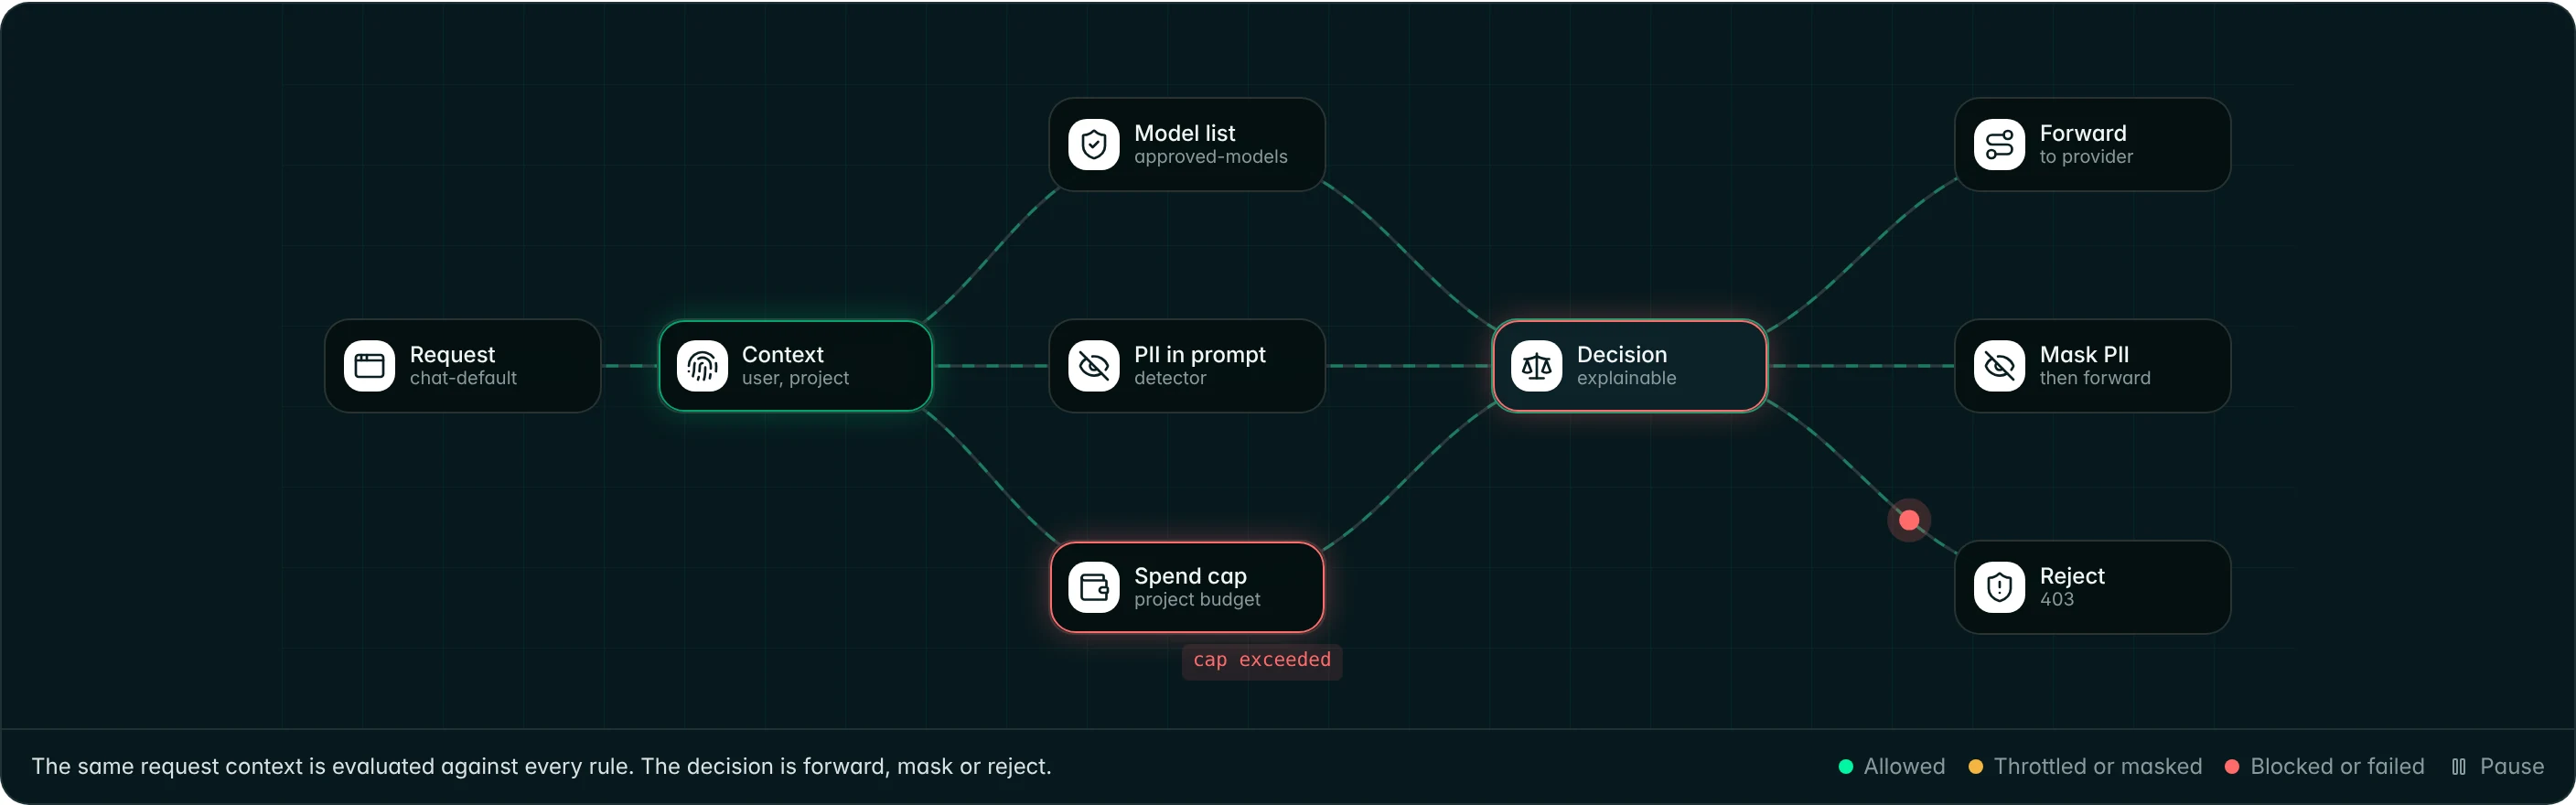 Model list
approved-models
Forward
to provider
Request
chat-default
Context
user, project
PII in prompt
detector
Decision
explainable
Mask PII
then forward
Spend cap
project budget
Reject
403
cap exceeded
The same request context is evaluated against every rule. The decision is forward, mask or reject.
Allowed
Throttled or masked
Blocked or failed
Pause